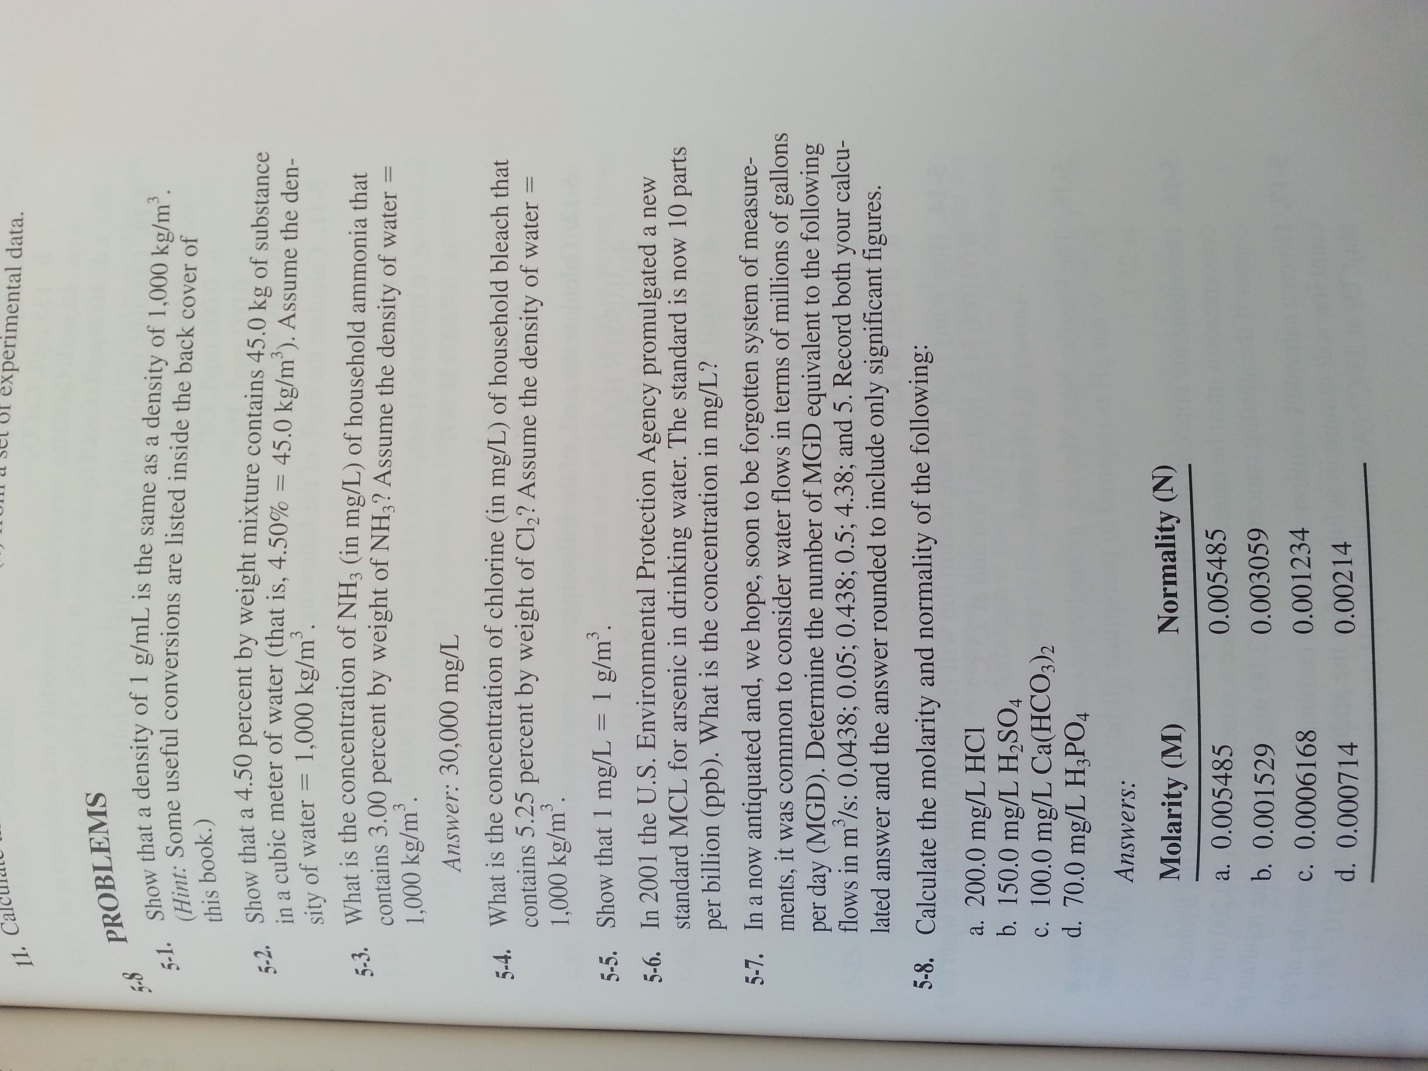 11. Calculate
a set of experimental data.
PROBLEMS
5-8
5-1. Show that a density of 1 g/mL is the same as a density of 1,000 kg/m³.
(Hint: Some useful conversions are listed inside the back cover of
this book.)
5-2. Show that a 4.50 percent by weight mixture contains 45.0 kg of substance
in a cubic meter of water (that is, 4.50% = 45.0 kg/m³). Assume the den-
sity of water = 1,000 kg/m³.
5-3. What is the concentration of NH₃ (in mg/L) of household ammonia that
contains 3.00 percent by weight of NH₃? Assume the density of water =
1,000 kg/m³.
Answer: 30,000 mg/L
5-4. What is the concentration of chlorine (in mg/L) of household bleach that
contains 5.25 percent by weight of Cl₂? Assume the density of water =
1,000 kg/m³.
5-5. Show that 1 mg/L = 1 g/m³.
5-6. In 2001 the U.S. Environmental Protection Agency promulgated a new
standard MCL for arsenic in drinking water. The standard is now 10 parts
per billion (ppb). What is the concentration in mg/L?
5-7. In a now antiquated and, we hope, soon to be forgotten system of measure-
ments, it was common to consider water flows in terms of millions of gallons
per day (MGD). Determine the number of MGD equivalent to the following
flows in m³/s: 0.0438; 0.05; 0.438; 0.5; 4.38; and 5. Record both your calcu-
lated answer and the answer rounded to include only significant figures.
5-8. Calculate the molarity and normality of the following:
a. 200.0 mg/L HCl
b. 150.0 mg/L H₂SO₄
c. 100.0 mg/L Ca(HCO₃)₂
d. 70.0 mg/L H₃PO₄
Answers:
Molarity (M) Normality (N)
a. 0.005485 0.005485
b. 0.001529 0.003059
c. 0.0006168 0.001234
d. 0.000714 0.00214